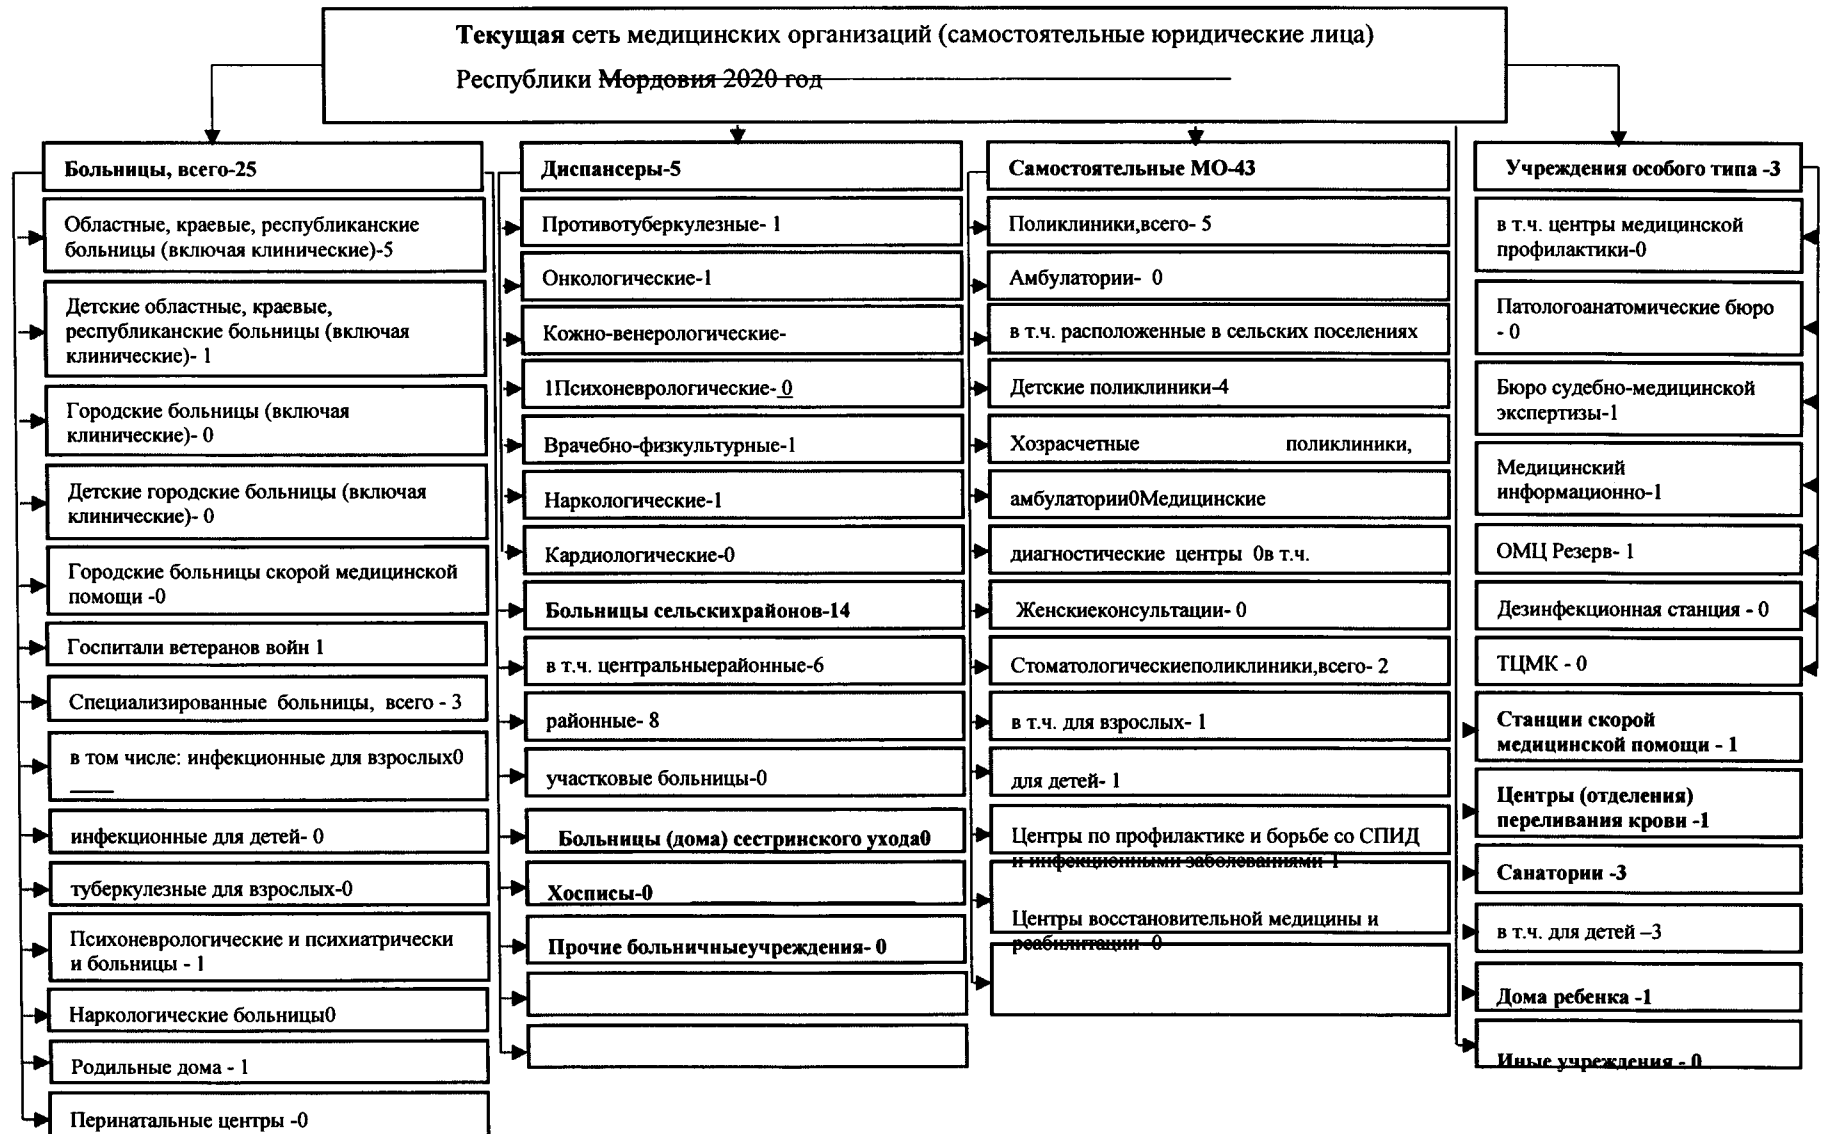 Текущая сеть медицинских организаций (самостоятельные юридические лица)
Республики Мордовия 2020 год
Больницы, всего-25
Областные, краевые, республиканские
больницы (включая клинические)-5
Детские областные, краевые,
республиканские больницы (включая
клинические)- 1
Городские больницы (включая
клинические)- 0
Детские городские больницы (включая
клинические)- 0
Городские больницы скорой медицинской
помощи -0
Госпитали ветеранов войн 1
Специализированные больницы, всего - 3
в том числе: инфекционные для взрослых0
инфекционные для детей- 0
туберкулезные для взрослых-0
Психоневрологические и психиатрически
и больницы - 1
Наркологические больницы0
Родильные дома - 1
Перинатальные центры -0
Диспансеры-5
Противотуберкулезные- 1
Онкологические-1
Кожно-венерологические-
1Психоневрологические- 0
Врачебно-физкультурные-1
Наркологические-1
Кардиологические-0
Больницы сельскихрайонов-14
в т.ч. центральныерайонные-6
районные- 8
участковые больницы-0
Больницы (дома) сестринского ухода0
Хосписы-0
Прочие больничныеучреждения- 0
Самостоятельные МО-43
Поликлиники,всего- 5
Амбулатории- 0
в т.ч. расположенные в сельских поселениях
Детские поликлиники-4
Хозрасчетные поликлиники,
амбулатории0Медицинские
диагностические центры 0в т.ч.
Женскиеконсультации- 0
Стоматологическиеполиклиники,всего- 2
в т.ч. для взрослых- 1
для детей- 1
Центры по профилактике и борьбе со СПИД
и инфекционными заболеваниями 1
Центры восстановительной медицины и
реабилитации 0
Учреждения особого типа -3
в т.ч. центры медицинской
профилактики-0
Патологоанатомические бюро
- 0
Бюро судебно-медицинской
экспертизы-1
Медицинский
информационно-1
ОМЦ Резерв- 1
Дезинфекционная станция - 0
ТЦМК - 0
Станции скорой
медицинской помощи - 1
Центры (отделения)
переливания крови -1
Санатории -3
в т.ч. для детей –3
Дома ребенка -1
Иные учреждения - 0